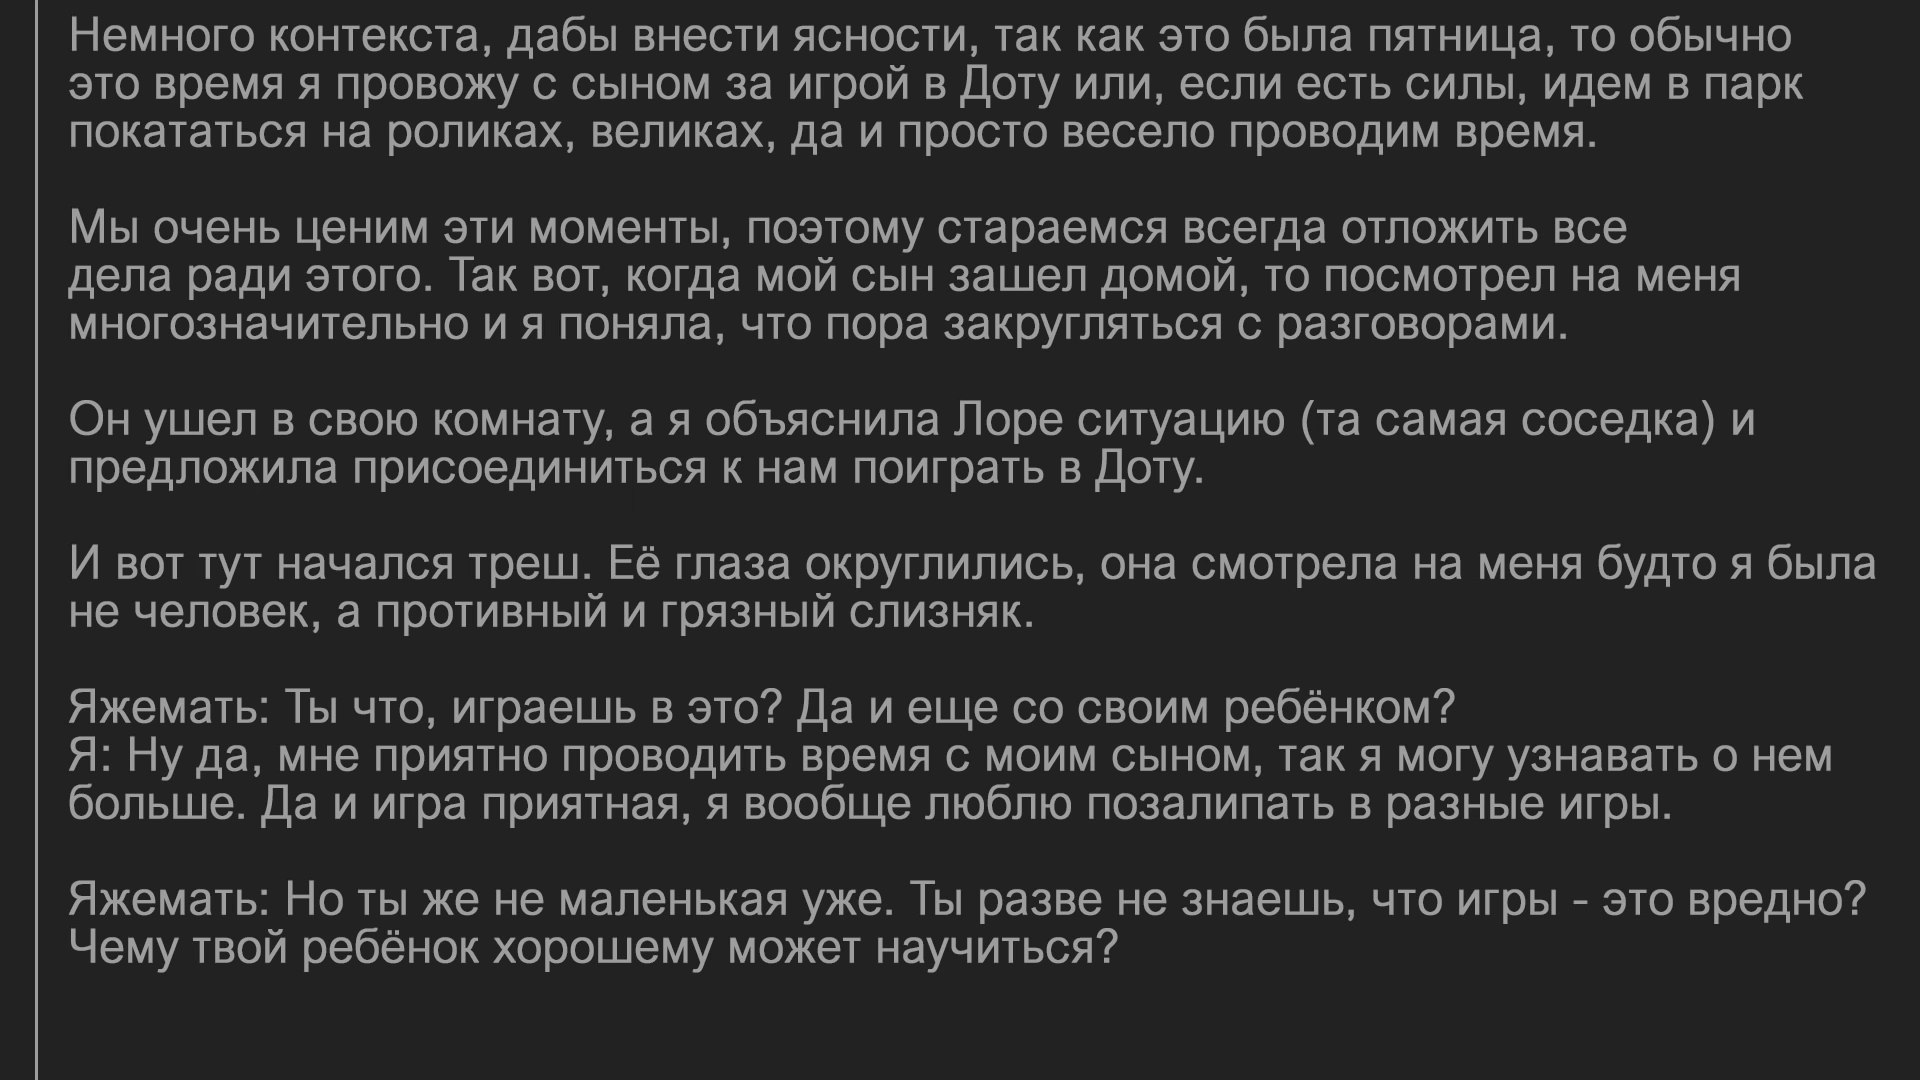 Немного контекста, дабы внести ясности, так как это была пятница, то обычно
это время я провожу с сыном за игрой в Доту или, если есть силы, идем в парк
покататься на роликах, великах, да и просто весело проводим время.
Мы очень ценим эти моменты, поэтому стараемся всегда отложить все
дела ради этого. Так вот, когда мой сын зашел домой, то посмотрел на меня
многозначительно и я поняла, что пора закругляться с разговорами.
Он ушел в свою комнату, а я объяснила Лоре ситуацию (та самая соседка) и
предложила присоединиться к нам поиграть в Доту.
И вот тут начался треш. Её глаза округлились, она смотрела на меня будто я была
не человек, а противный и грязный слизняк.
Яжемать: Ты что, играешь в это? Да и еще со своим ребёнком?
Я: Ну да, мне приятно проводить время с моим сыном, так я могу узнавать о нем
больше. Да и игра приятная, я вообще люблю позалипать в разные игры.
Яжемать: Но ты же не маленькая уже. Ты разве не знаешь, что игры - это вредно?
Чему твой ребёнок хорошему может научиться?